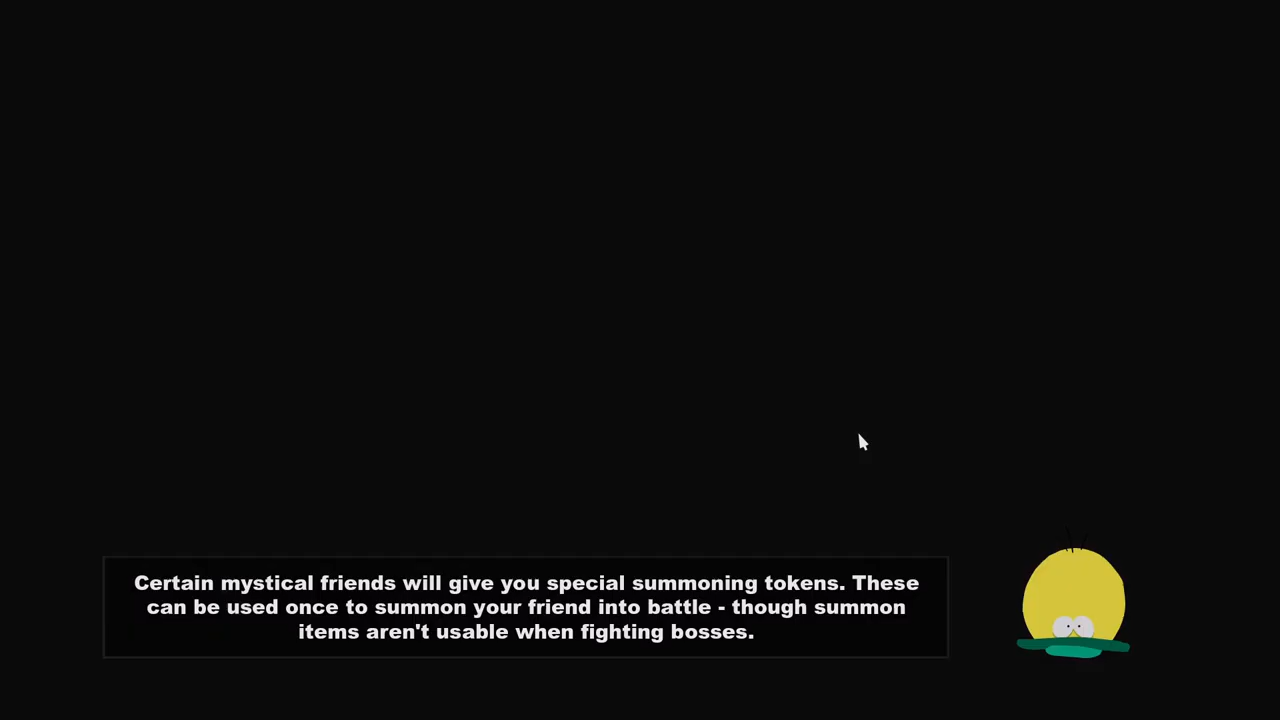 Certain mystical friends will give you special summoning tokens. These
can be used once to summon your friend into battle - though summon
items aren't usable when fighting bosses.